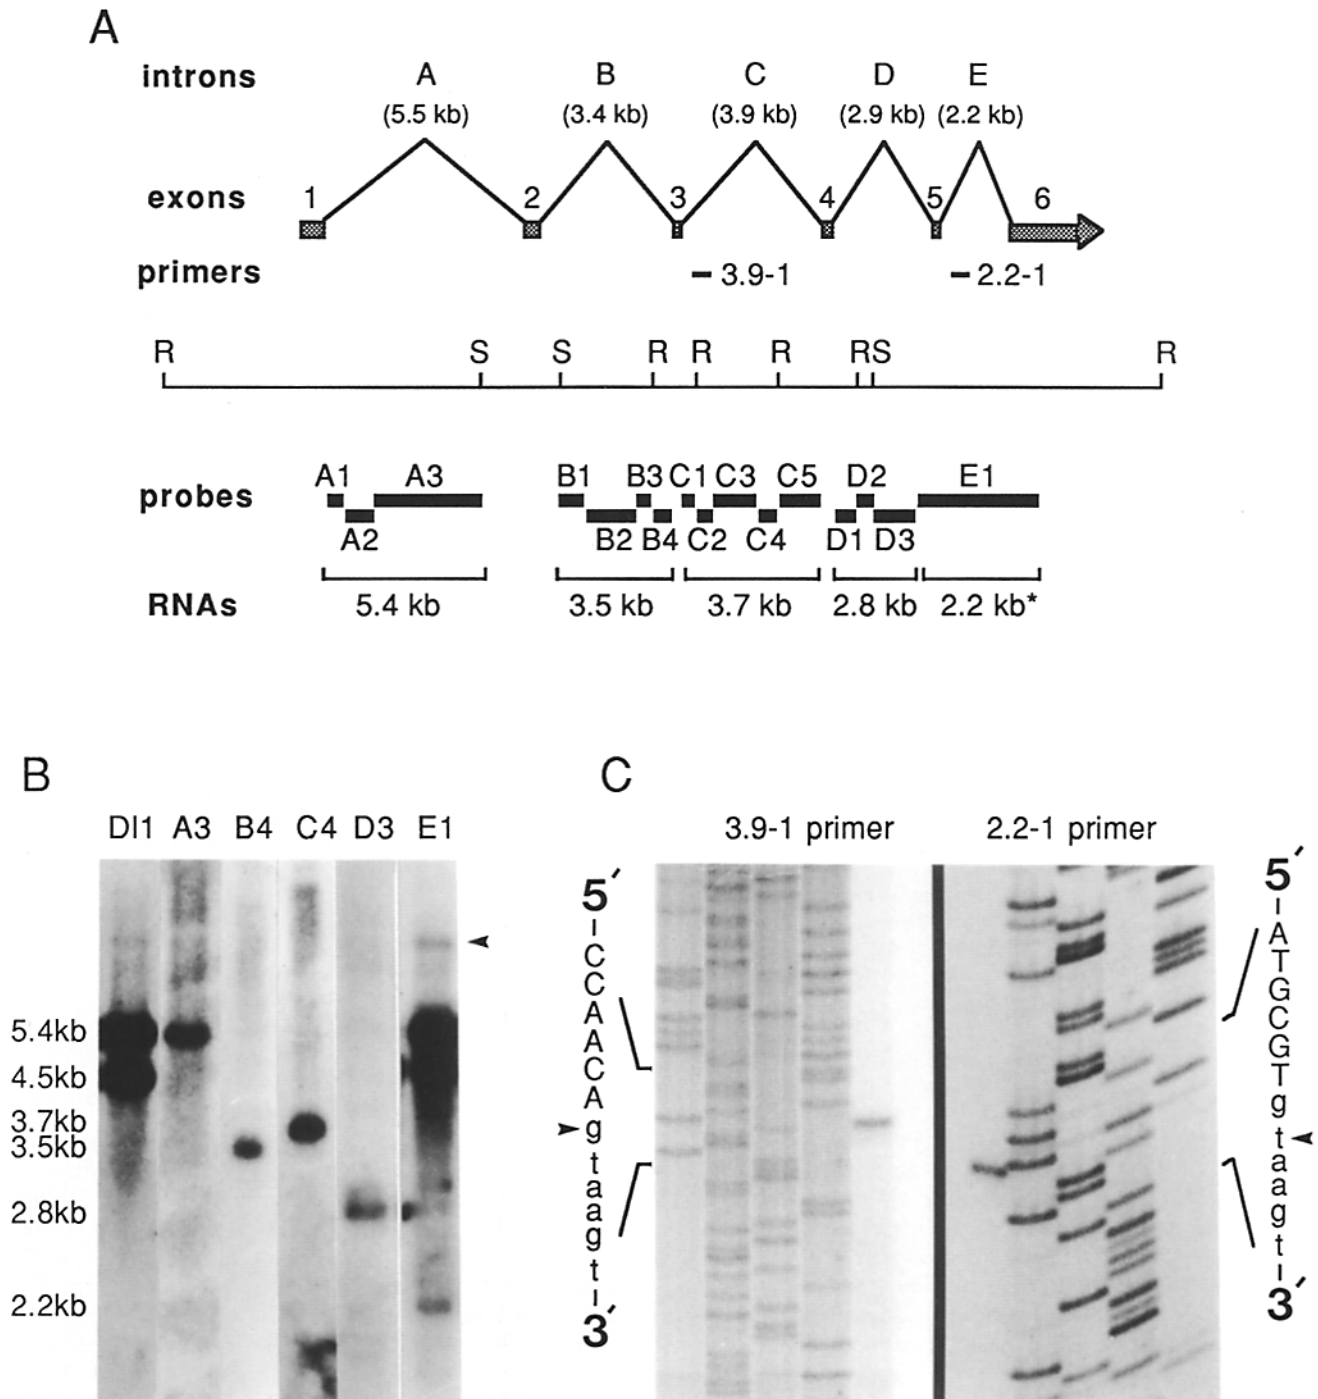 A
introns A B C D E
(5.5 kb) (3.4 kb) (3.9 kb) (2.9 kb) (2.2 kb)
exons 1 2 3 4 5 6
primers 3.9-1 2.2-1
R S S R R R RS R
A1 A3 B1 B3 C1 C3 C5 D2 E1
probes
A2 B2 B4 C2 C4 D1 D3
RNAs 5.4 kb 3.5 kb 3.7 kb 2.8 kb 2.2 kb*
B
DI1 A3 B4 C4 D3 E1
5.4kb
4.5kb
3.7kb
3.5kb
2.8kb
2.2kb
C
3.9-1 primer 2.2-1 primer
5′
C
C
A
A
C
A
g
t
a
a
g
t
3′
5′
A
T
G
C
G
T
g
t
a
a
g
t
3′